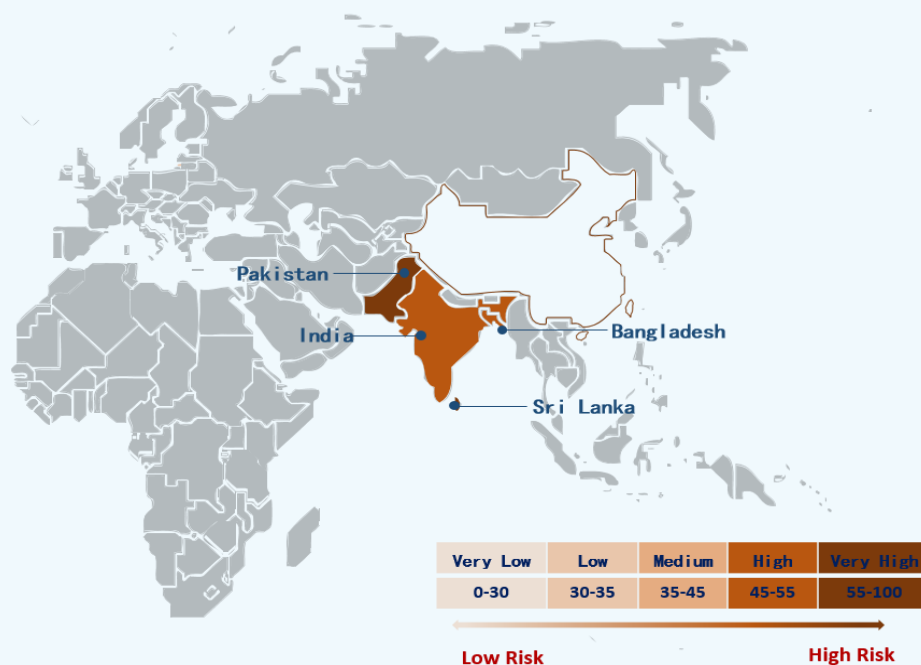 Pakistan
India
Bangladesh
Sri Lanka
Very Low Low Medium High Very High
0-30 30-35 35-45 45-55 55-100
Low Risk High Risk